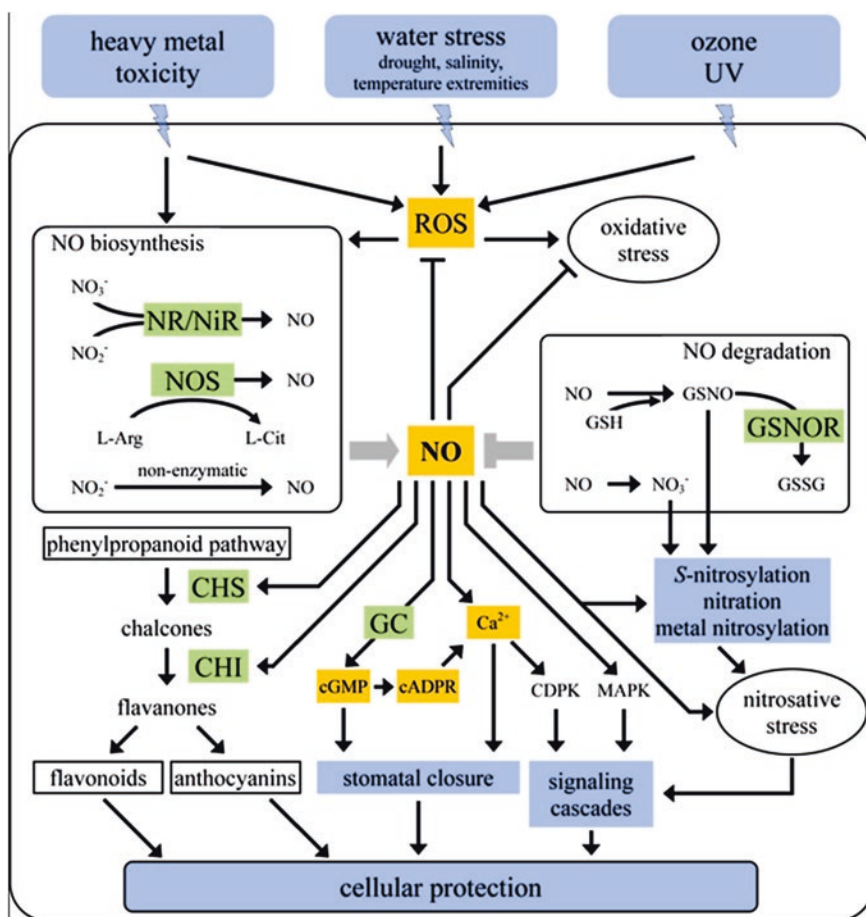 heavy metal
toxicity
water stress
drought, salinity,
temperature extremities
ozone
UV
ROS
oxidative
stress
NO biosynthesis
NO₃⁻
NR/NiR
NO
NO₂⁻
NOS
NO
L-Arg
L-Cit
NO₂⁻
non-enzymatic
NO
NO
NO degradation
NO
GSNO
GSH
GSNOR
NO
NO₃⁻
GSSG
phenylpropanoid pathway
CHS
chalcones
CHI
flavanones
flavonoids
anthocyanins
GC
Ca²⁺
cGMP
cADPR
CDPK
MAPK
S-nitrosylation
nitration
metal nitrosylation
nitrosative
stress
stomatal closure
signaling
cascades
cellular protection